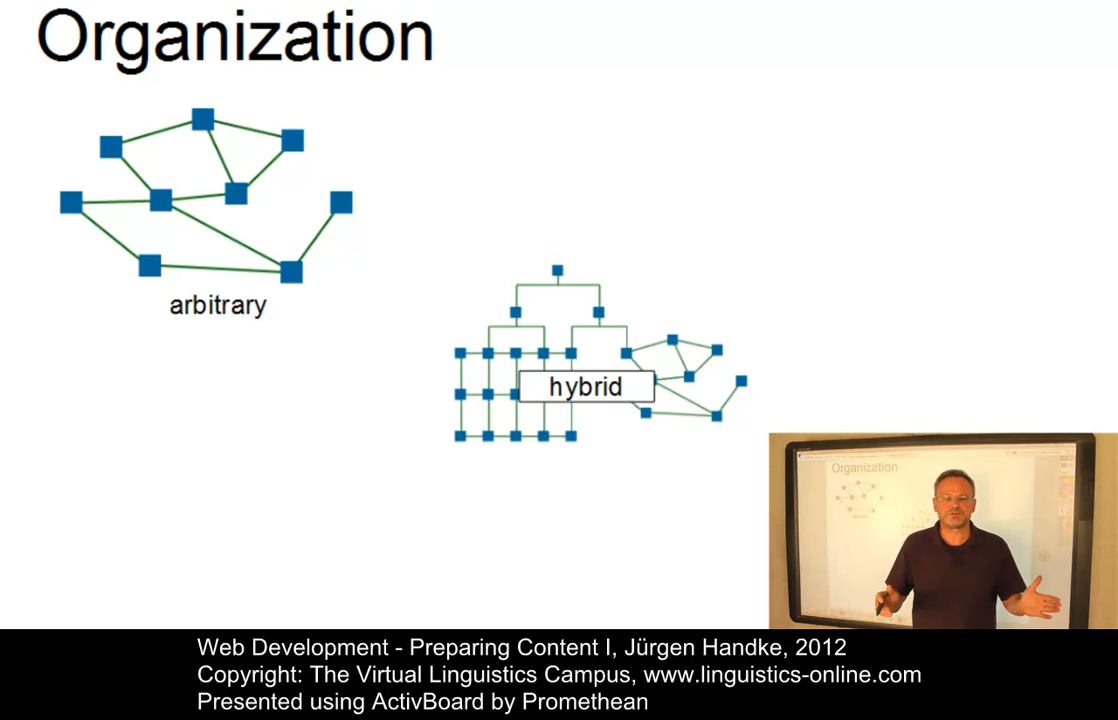 Organization
arbitrary
hybrid
Organization
Web Development - Preparing Content I, Jürgen Handke, 2012
Copyright: The Virtual Linguistics Campus, www.linguistics-online.com
Presented using ActivBoard by Promethean